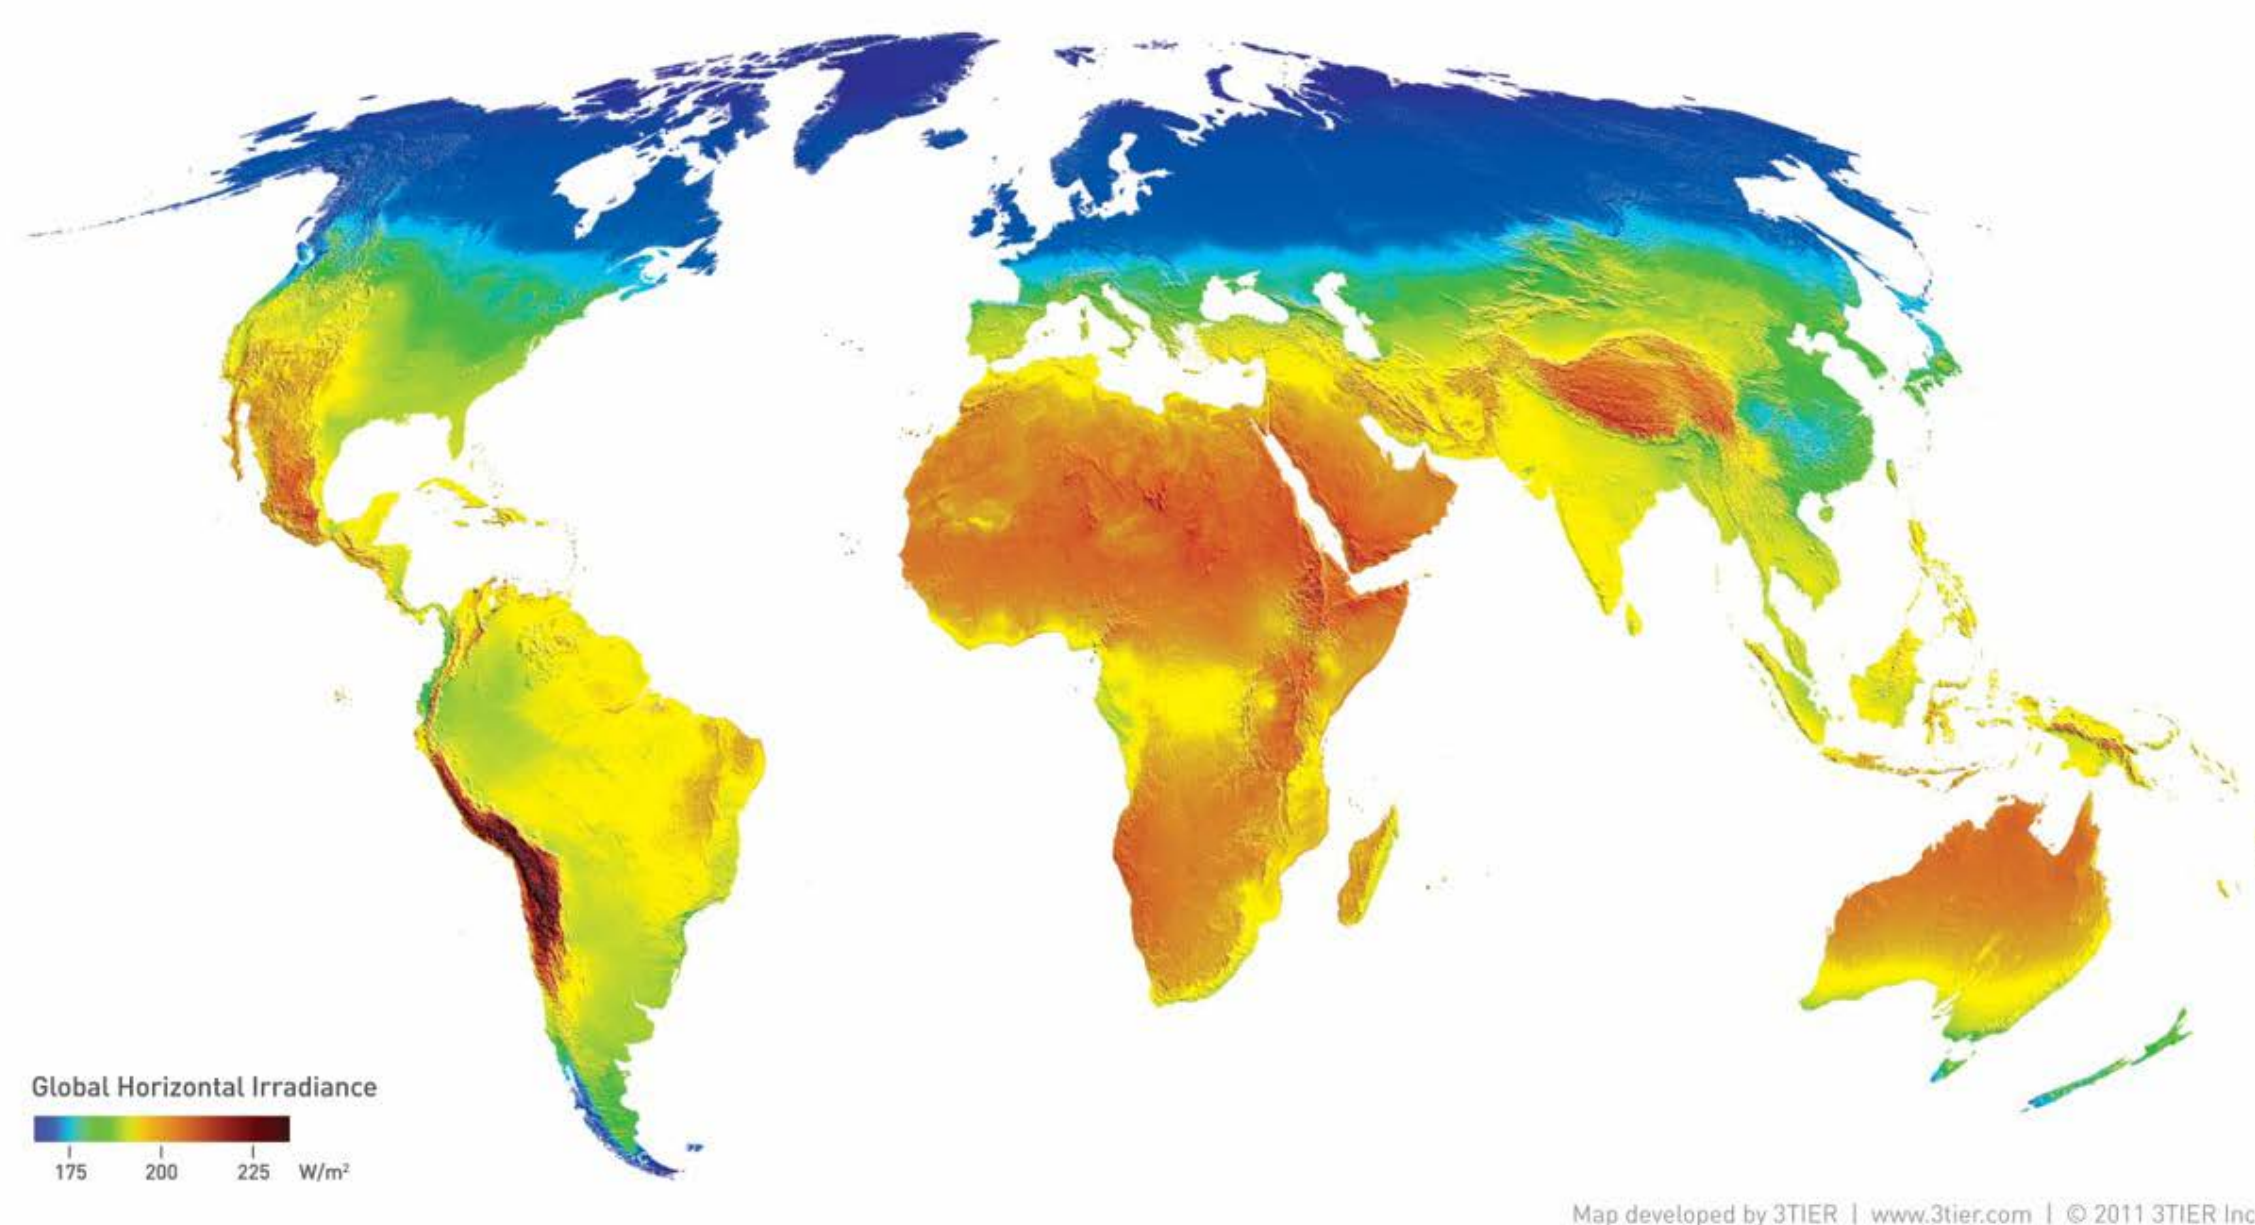 Global Horizontal Irradiance
175 200 225 W/m²
Map developed by 3TIER | www.3tier.com | © 2011 3TIER Inc